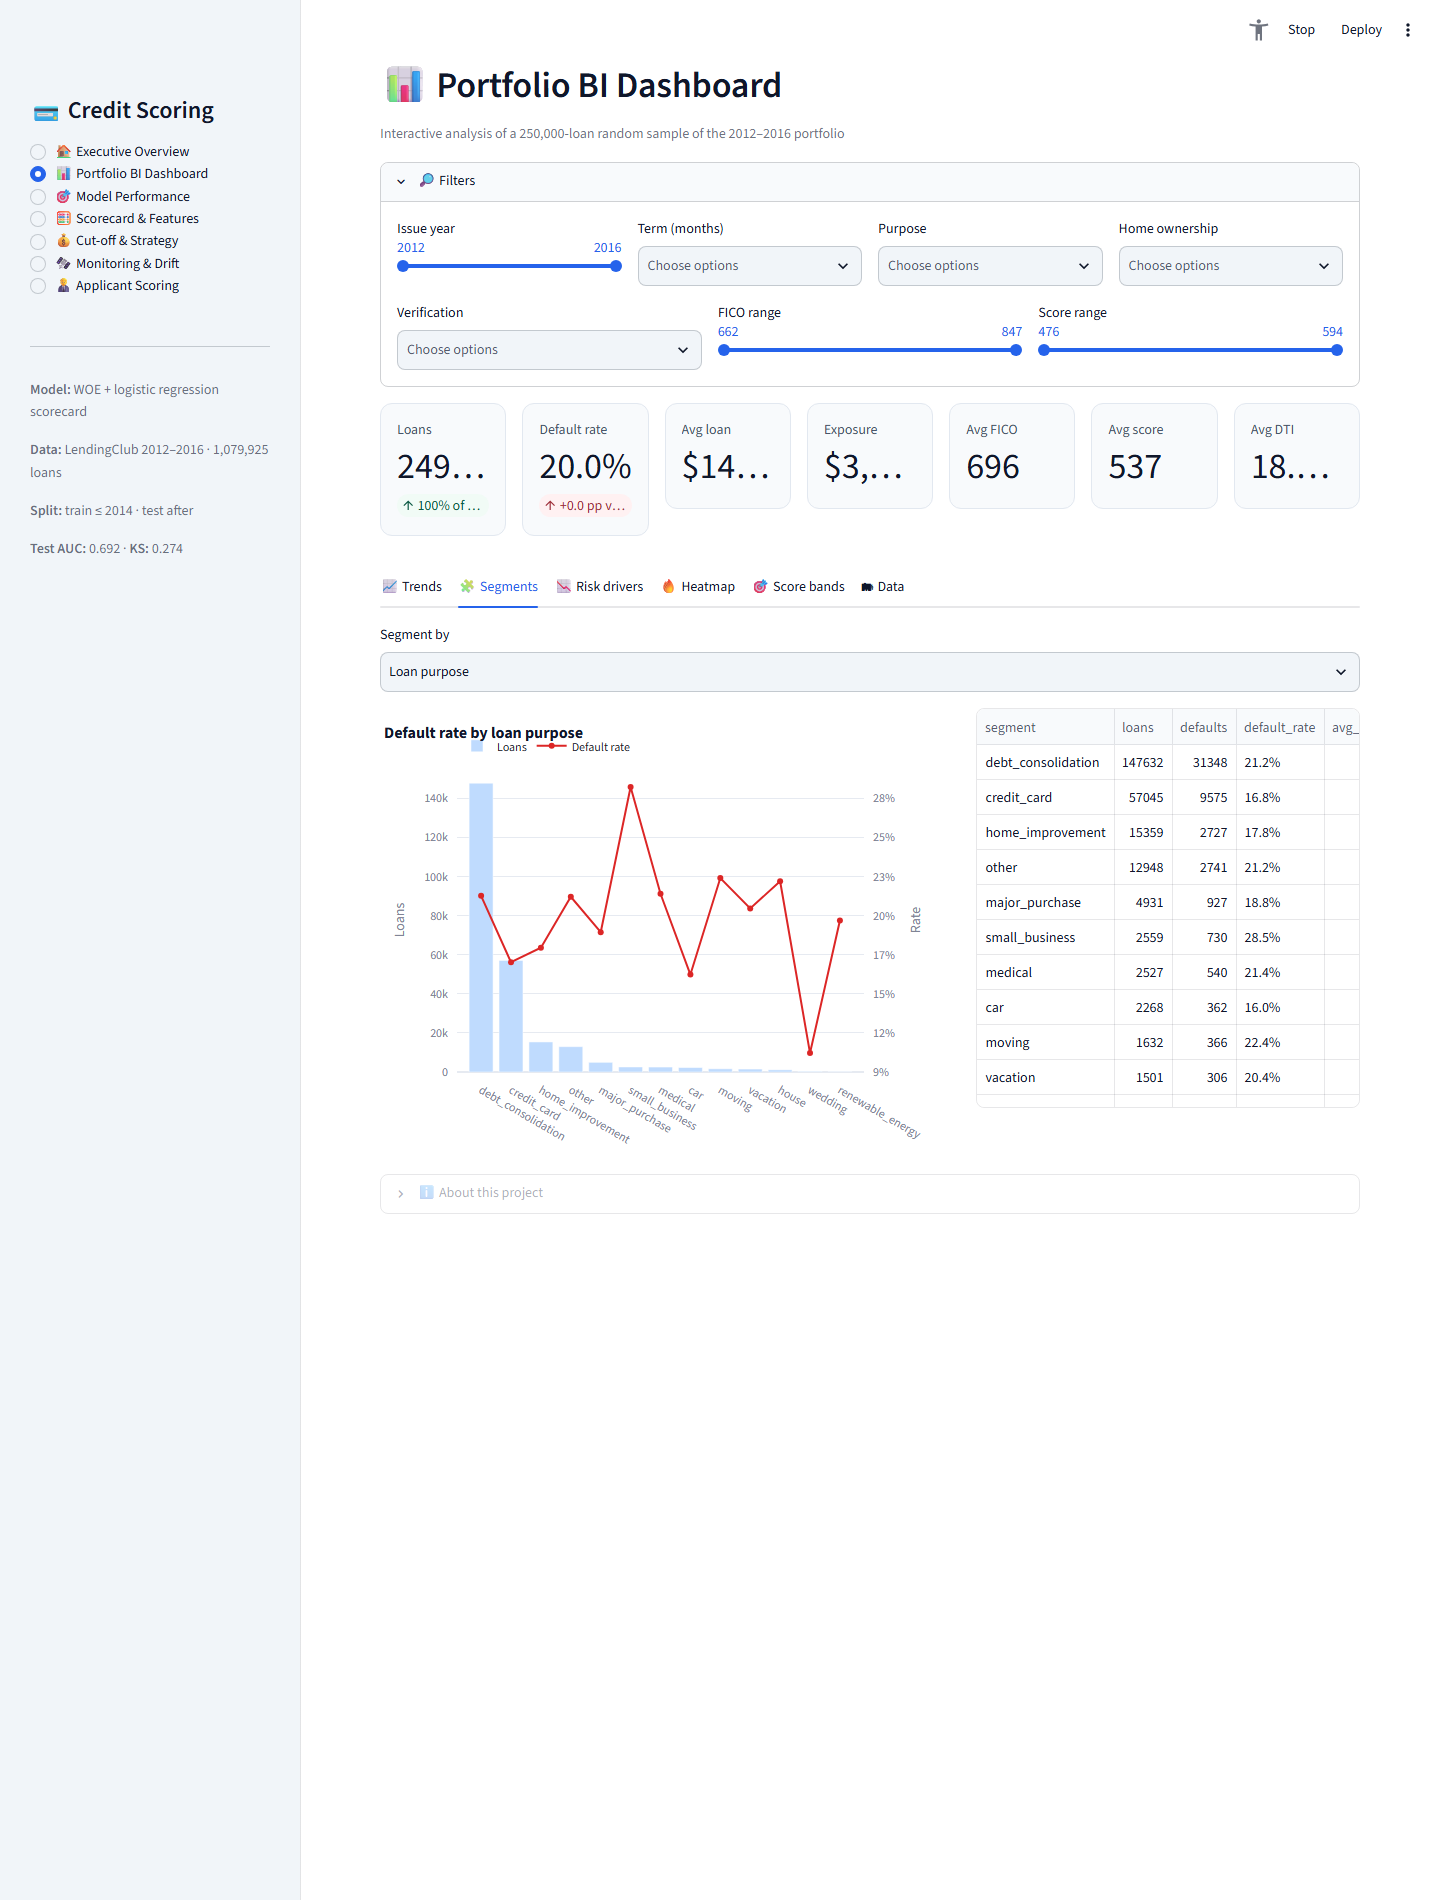 Stop
Deploy
Credit Scoring
Executive Overview
Portfolio BI Dashboard
Model Performance
Scorecard & Features
Cut-off & Strategy
Monitoring & Drift
Applicant Scoring
Model: WOE + logistic regression
scorecard
Data: LendingClub 2012–2016 · 1,079,925
loans
Split: train ≤ 2014 · test after
Test AUC: 0.692 · KS: 0.274
Portfolio BI Dashboard
Interactive analysis of a 250,000-loan random sample of the 2012–2016 portfolio
Filters
Issue year
2012 2016
Term (months)
Choose options
Purpose
Choose options
Home ownership
Choose options
Verification
Choose options
FICO range
662 847
Score range
476 594
Loans
249…
↑ 100% of …
Default rate
20.0%
↑ +0.0 pp v…
Avg loan
$14…
Exposure
$3,…
Avg FICO
696
Avg score
537
Avg DTI
18.…
Trends
Segments
Risk drivers
Heatmap
Score bands
Data
Segment by
Loan purpose
Default rate by loan purpose
Loans Default rate
140k
120k
100k
80k
60k
40k
20k
0
Loans
28%
25%
23%
20%
17%
15%
12%
9%
Rate
debt_consolidation
credit_card
home_improvement
other
major_purchase
small_business
medical
car
moving
vacation
house
wedding
renewable_energy
segment loans defaults default_rate avg_
debt_consolidation 147632 31348 21.2%
credit_card 57045 9575 16.8%
home_improvement 15359 2727 17.8%
other 12948 2741 21.2%
major_purchase 4931 927 18.8%
small_business 2559 730 28.5%
medical 2527 540 21.4%
car 2268 362 16.0%
moving 1632 366 22.4%
vacation 1501 306 20.4%
About this project